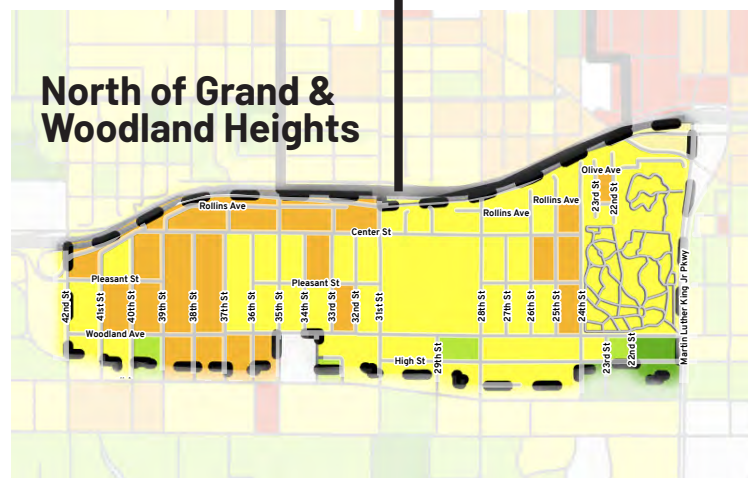 North of Grand &
Woodland Heights
Olive Ave
23rd St
22nd St
Rollins Ave
Rollins Ave
Rollins Ave
Center St
Pleasant St
Pleasant St
42nd St
41st St
40th St
39th St
38th St
37th St
36th St
35th St
34th St
33rd St
32nd St
31st St
28th St
27th St
26th St
25th St
24th St
Martin Luther King Jr Pkwy
Woodland Ave
High St
29th St
23rd St
22nd St